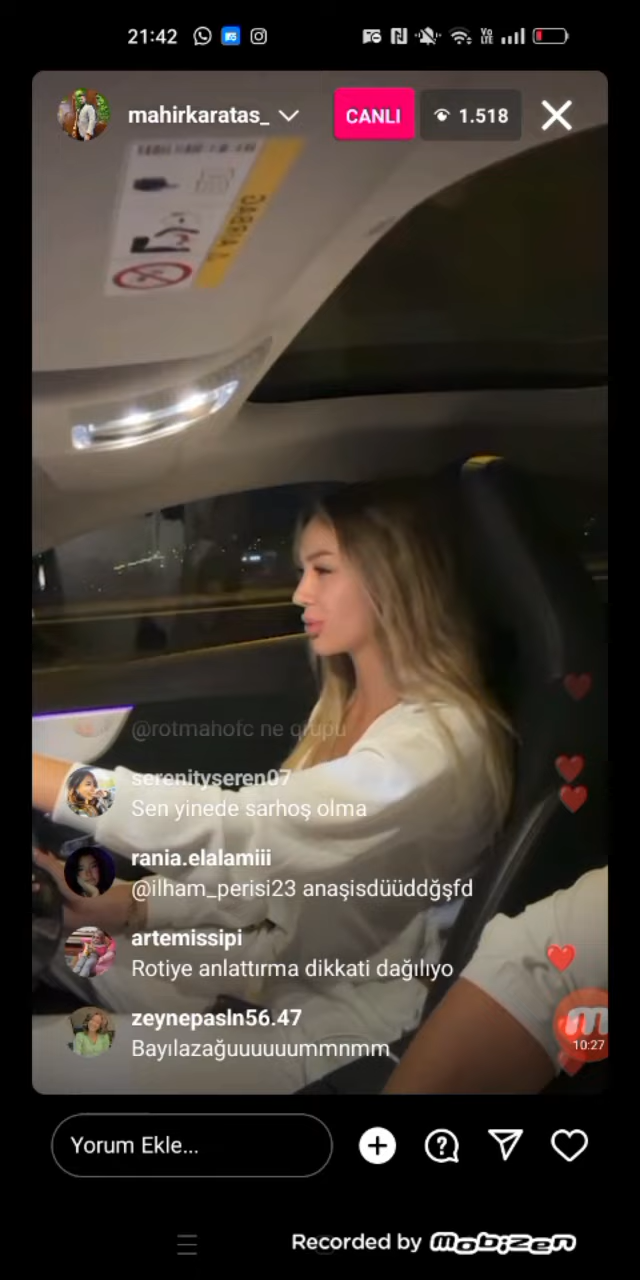 21:42
mahirkaratas_
CANLI
1.518
@rotmahofc ne grupu
serenityseren07
Sen yinede sarhoş olma
rania.elalamiii
@ilham_perisi23 anaşisdüüddğşfd
artemissipi
Rotiye anlattırma dikkati dağılıyo
zeynepasln56.47
Bayılazağuuuuuummnmm
10:27
Yorum Ekle...
Recorded by mobizen